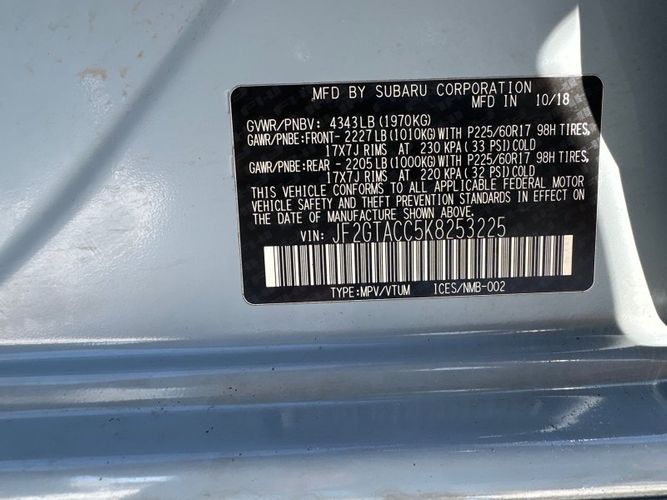 MFD BY SUBARU CORPORATION
MFD IN 10/18
GVWR/PNBV: 4343LB (1970KG)
GAWR/PNBE:FRONT- 2227LB (1010KG) WITH P225/60R17 98H TIRES,
17X7J RIMS AT 230 KPA (33 PSI) COLD
GAWR/PNBE:REAR - 2205LB (1000KG) WITH P225/60R17 98H TIRES,
17X7J RIMS AT 220 KPA (32 PSI) COLD
THIS VEHICLE CONFORMS TO ALL APPLICABLE FEDERAL MOTOR
VEHICLE SAFETY AND THEFT PREVENTION STANDARDS IN EFFECT ON
THE DATE OF MANUFACTURE SHOWN ABOVE.
VIN: JF2GTACC5K8253225
TYPE:MPV/VTUM ICES/NMB-002